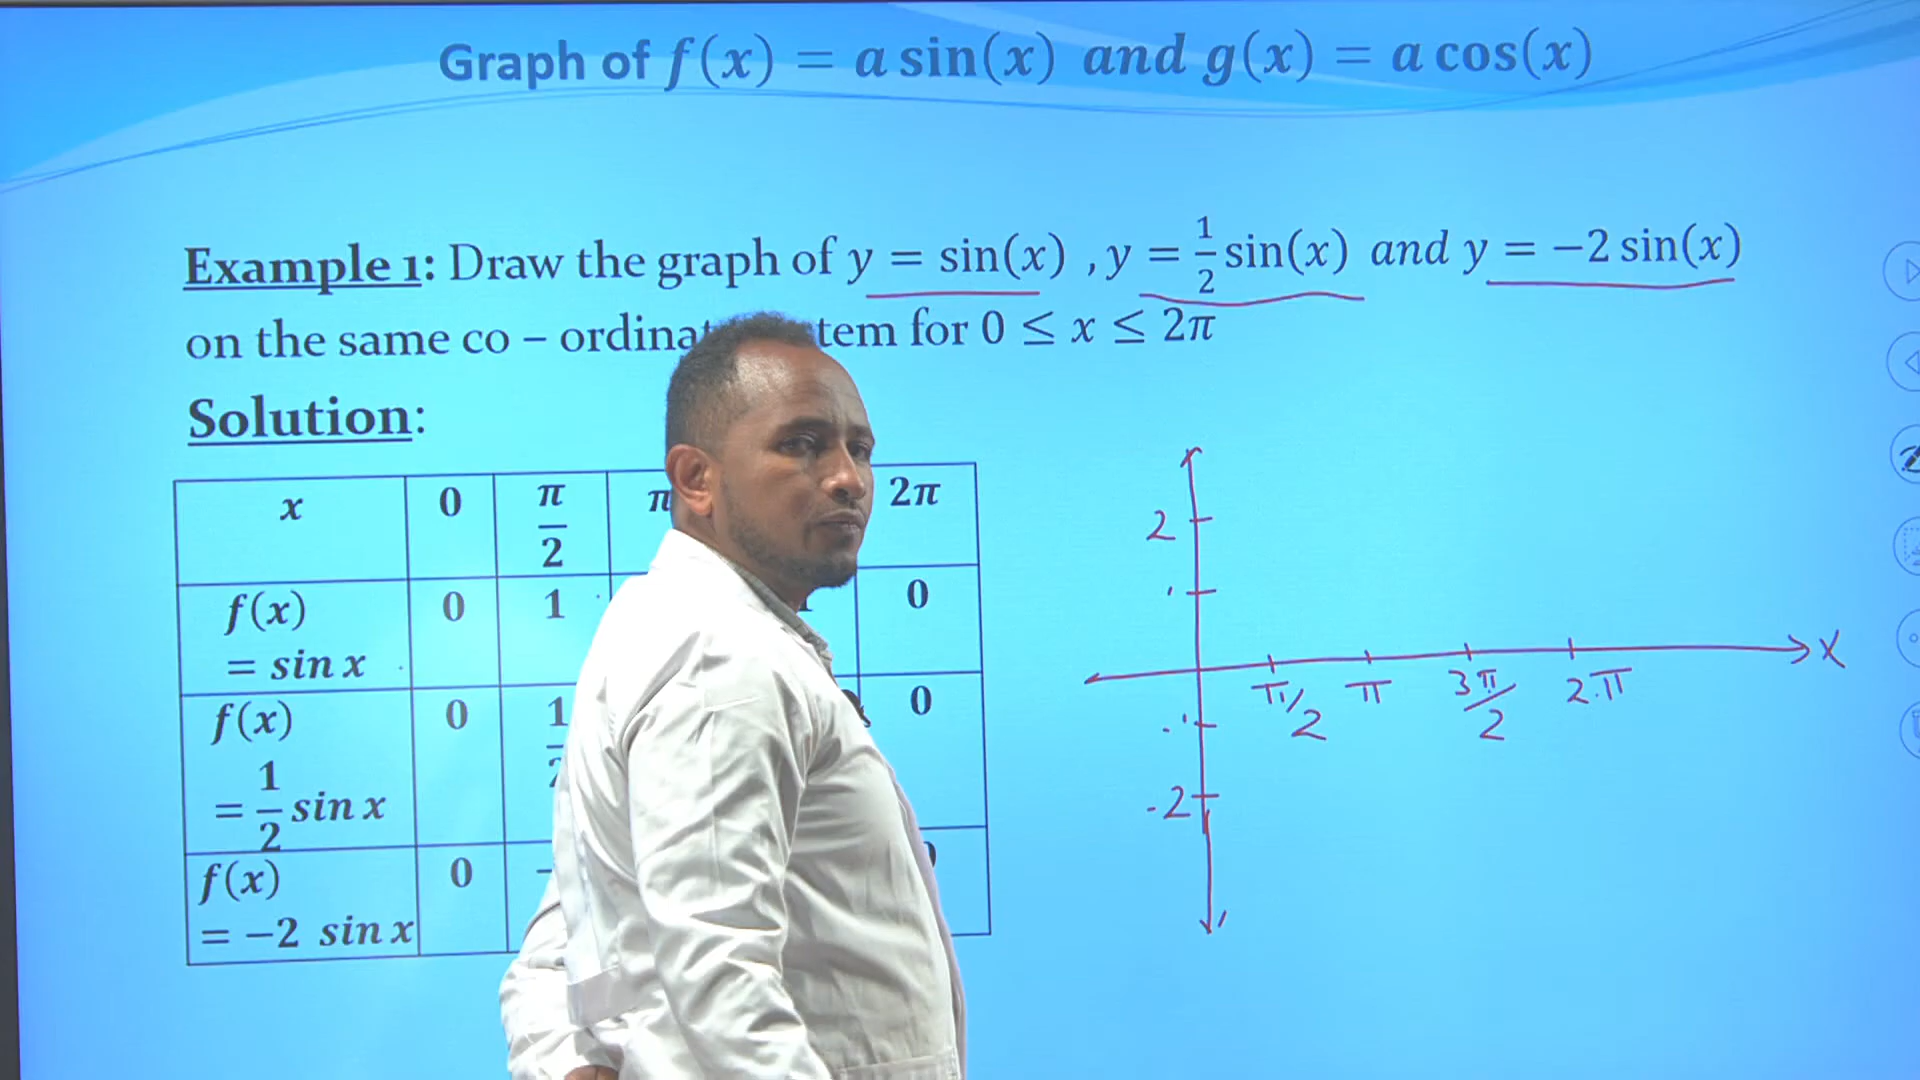 Graph of f(x) = a sin(x) and g(x) = a cos(x)
Example 1: Draw the graph of y = sin(x) , y = 1/2 sin(x) and y = −2 sin(x)
on the same co – ordinat tem for 0 ≤ x ≤ 2π
Solution:
x 0 π/2 π 2π
f(x) = sin x 0 1 0
f(x) = 1/2 sin x 0 1 0
f(x) = −2 sin x 0 -
2
-2
π/2 π 3π/2 2π
X